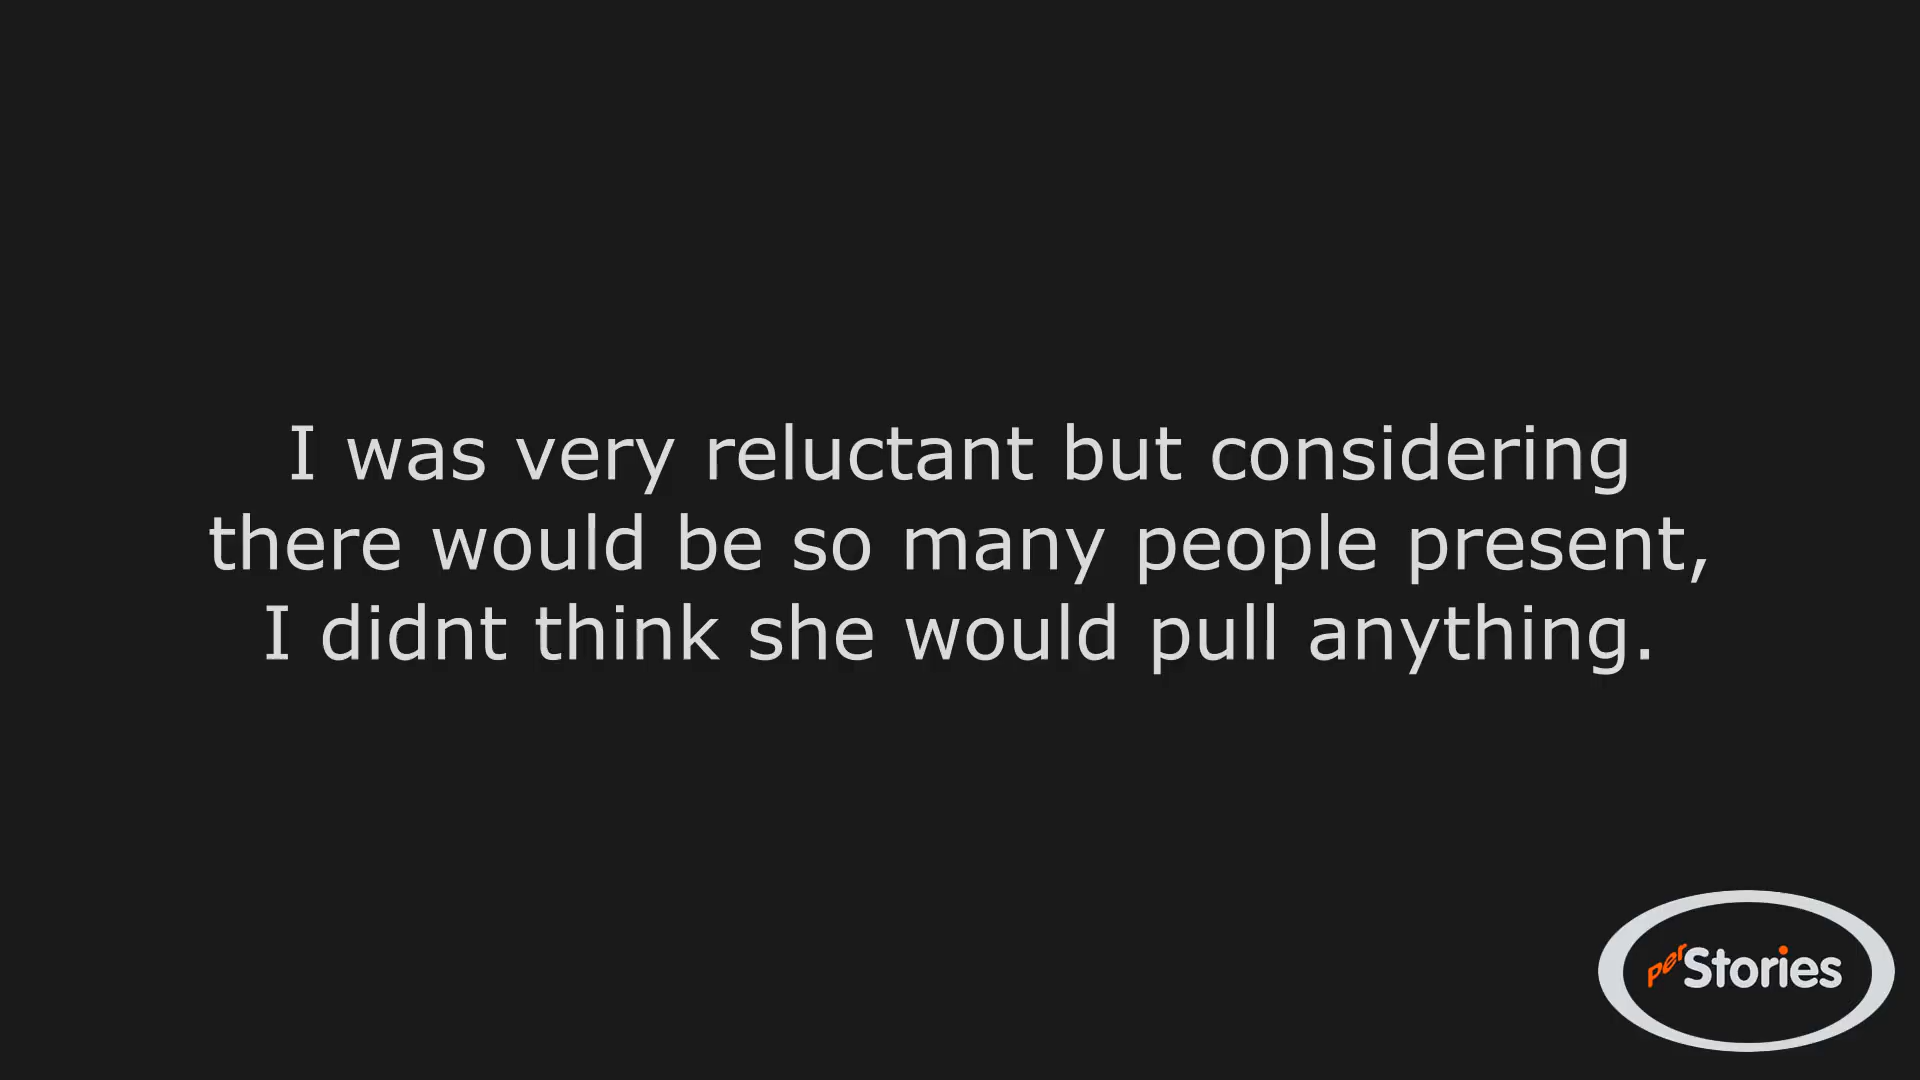 I was very reluctant but considering
there would be so many people present,
I didnt think she would pull anything.
perStories